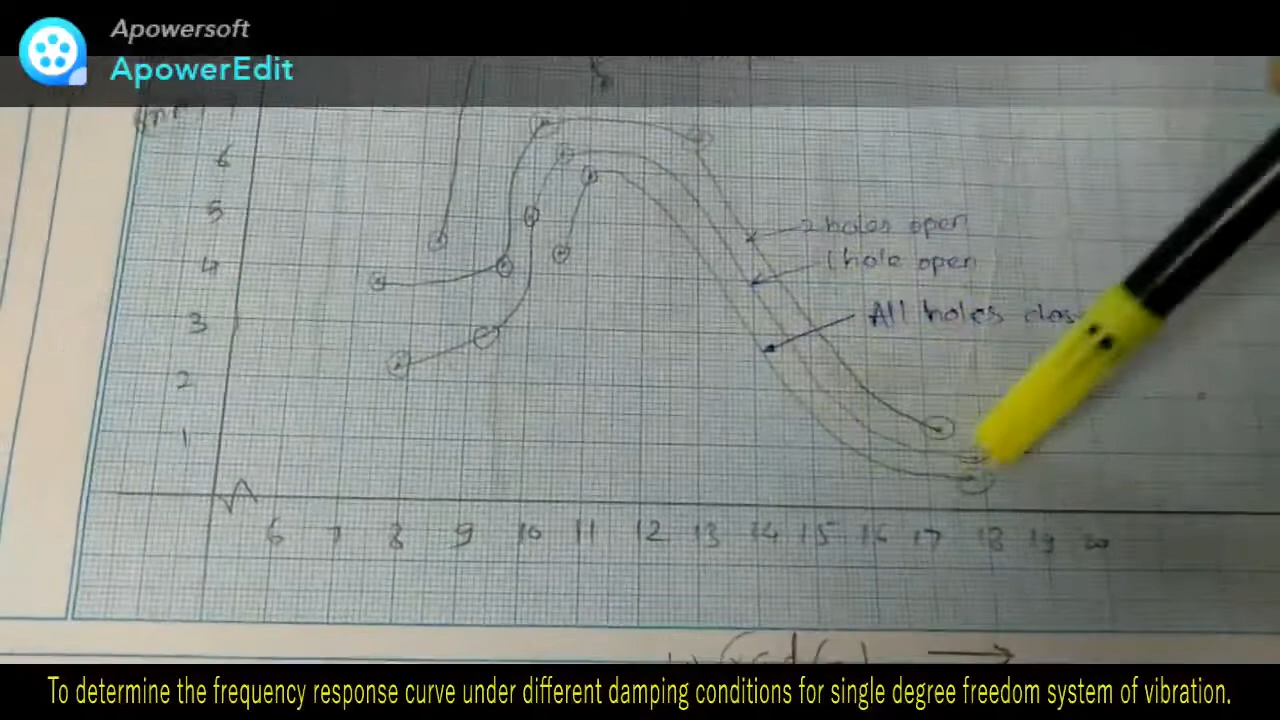 Apowersoft
ApowerEdit
6
5
2 holes open
4
1 hole open
3
All holes clos
2
1
6 7 8 9 10 11 12 13 14 15 16 17 18 19 20
To determine the frequency response curve under different damping conditions for single degree freedom system of vibration.